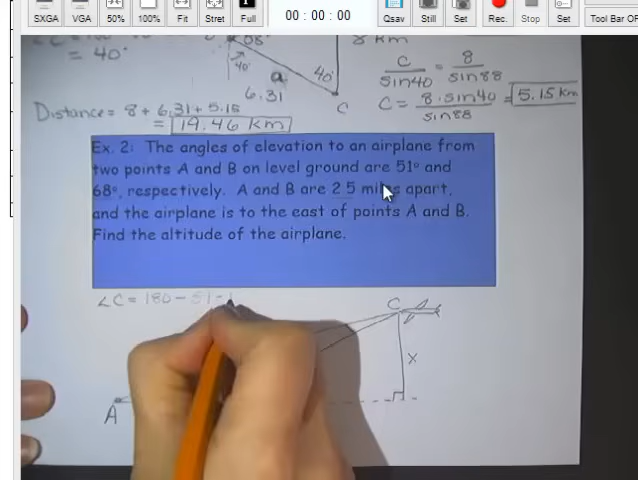 SXGA VGA 50% 100% Fit Stret Full 00 : 00 : 00 Qsav Still Set Rec. Stop Set Tool Bar OF
= 40°
40°
a
6.31
40°
C
8 km
C/sin40 = 8/sin88
C = 8·sin40/sin88 = 5.15 km
Distance = 8 + 6.31 + 5.15
= 19.46 km
Ex. 2: The angles of elevation to an airplane from
two points A and B on level ground are 51° and
68°, respectively. A and B are 2.5 miles apart,
and the airplane is to the east of points A and B.
Find the altitude of the airplane.
∠C = 180 - 51 - 1
C
x
A